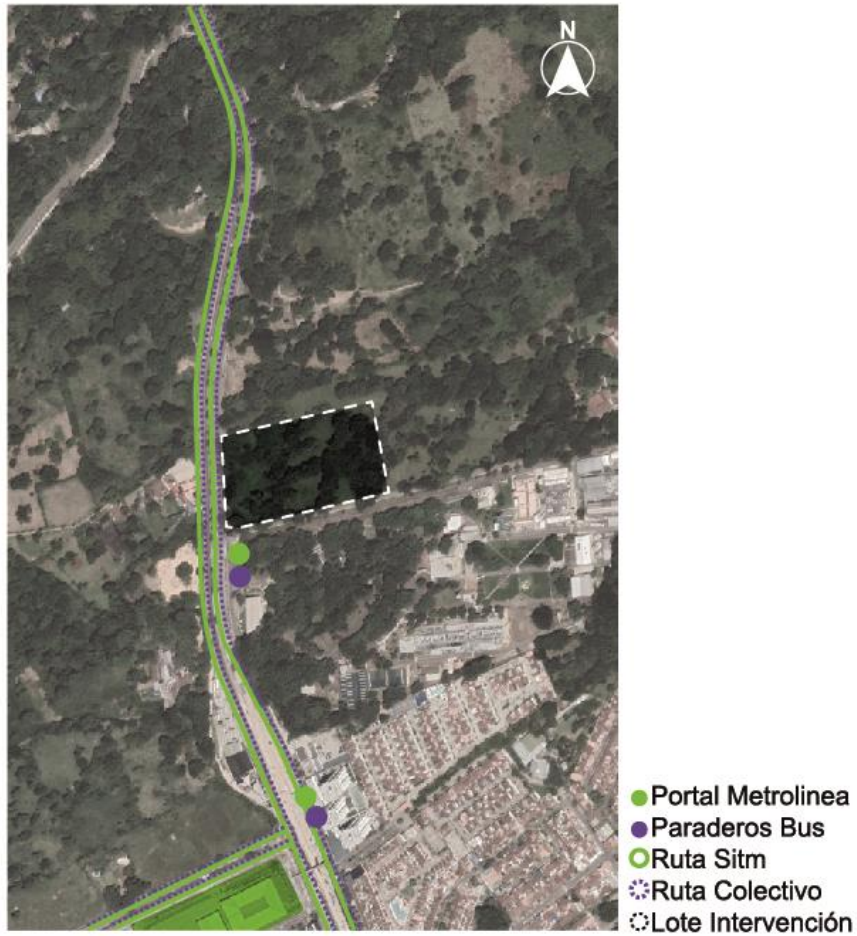 N
Portal Metrolinea
Paraderos Bus
Ruta Sitm
Ruta Colectivo
Lote Intervención